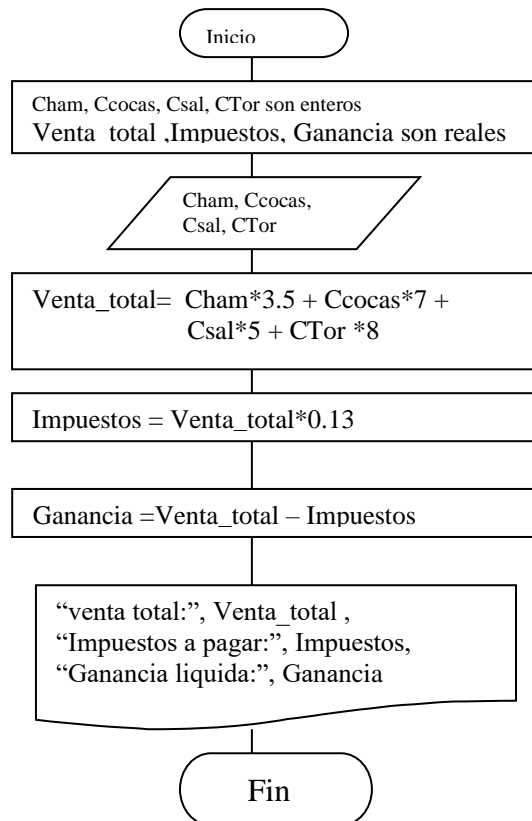 Inicio
Cham, Ccocas, Csal, CTor son enteros
Venta_total ,Impuestos, Ganancia son reales
Cham, Ccocas,
Csal, CTor
Venta_total= Cham*3.5 + Ccocas*7 +
Csal*5 + CTor *8
Impuestos = Venta_total*0.13
Ganancia =Venta_total – Impuestos
“venta total:”, Venta_total ,
“Impuestos a pagar:”, Impuestos,
“Ganancia liquida:”, Ganancia
Fin